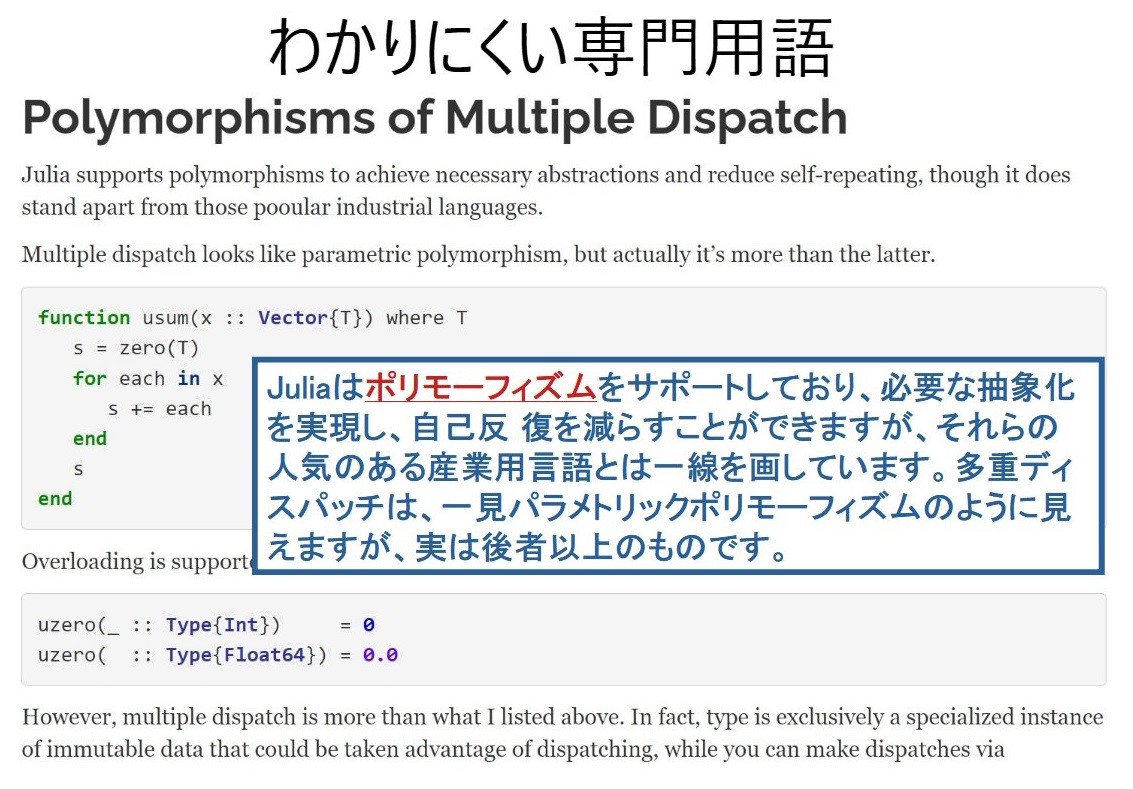 わかりにくい専門用語
Polymorphisms of Multiple Dispatch
Julia supports polymorphisms to achieve necessary abstractions and reduce self-repeating, though it does
stand apart from those pooular industrial languages.
Multiple dispatch looks like parametric polymorphism, but actually it’s more than the latter.
function usum(x :: Vector{T}) where T
s = zero(T)
for each in x
s += each
end
s
end
Juliaはポリモーフィズムをサポートしており、必要な抽象化
を実現し、自己反 復を減らすことができますが、それらの
人気のある産業用言語とは一線を画しています。多重ディ
スパッチは、一見パラメトリックポリモーフィズムのように見
えますが、実は後者以上のものです。
Overloading is
uzero(_ :: Type{Int}) = 0
uzero( :: Type{Float64}) = 0.0
However, multiple dispatch is more than what I listed above. In fact, type is exclusively a specialized instance
of immutable data that could be taken advantage of dispatching, while you can make dispatches via